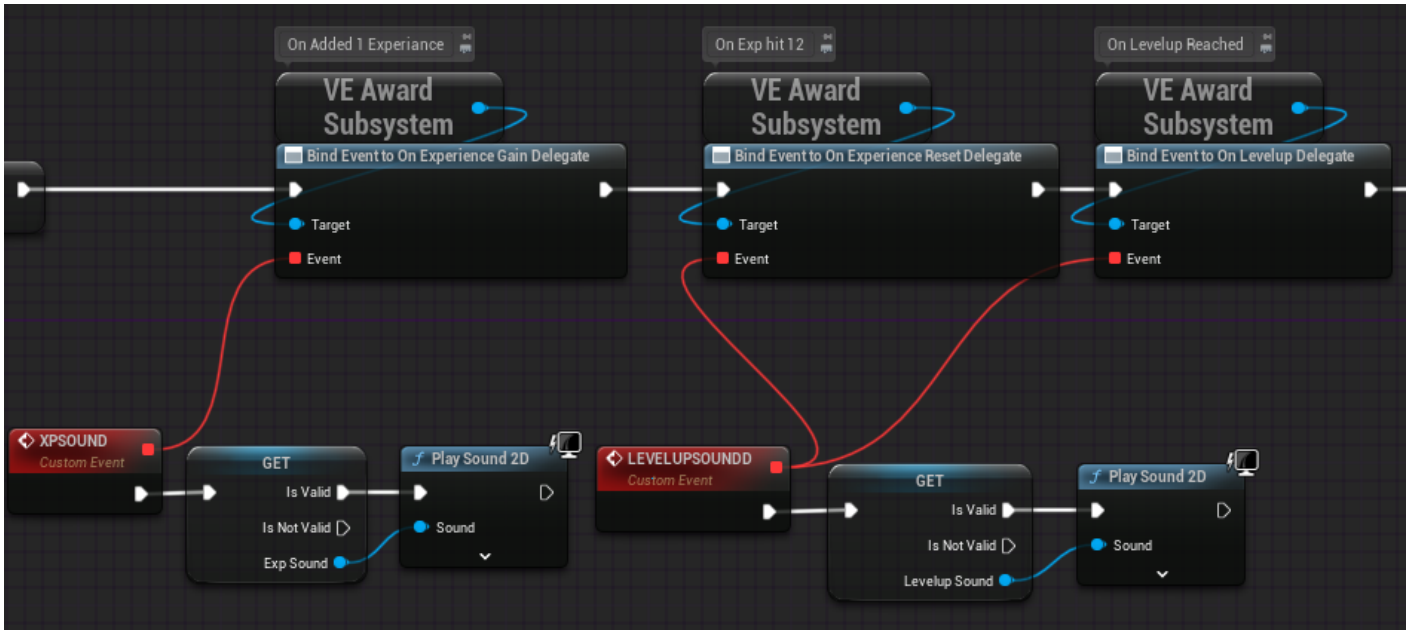 On Added 1 Experiance
On Exp hit 12
On Levelup Reached
VE Award
Subsystem
VE Award
Subsystem
VE Award
Subsystem
Bind Event to On Experience Gain Delegate
Target
Event
Bind Event to On Experience Reset Delegate
Target
Event
Bind Event to On Levelup Delegate
Target
Event
XPSOUND
Custom Event
GET
Is Valid
Is Not Valid
Exp Sound
f Play Sound 2D
Sound
LEVELUPSOUNDD
Custom Event
GET
Is Valid
Is Not Valid
Levelup Sound
f Play Sound 2D
Sound